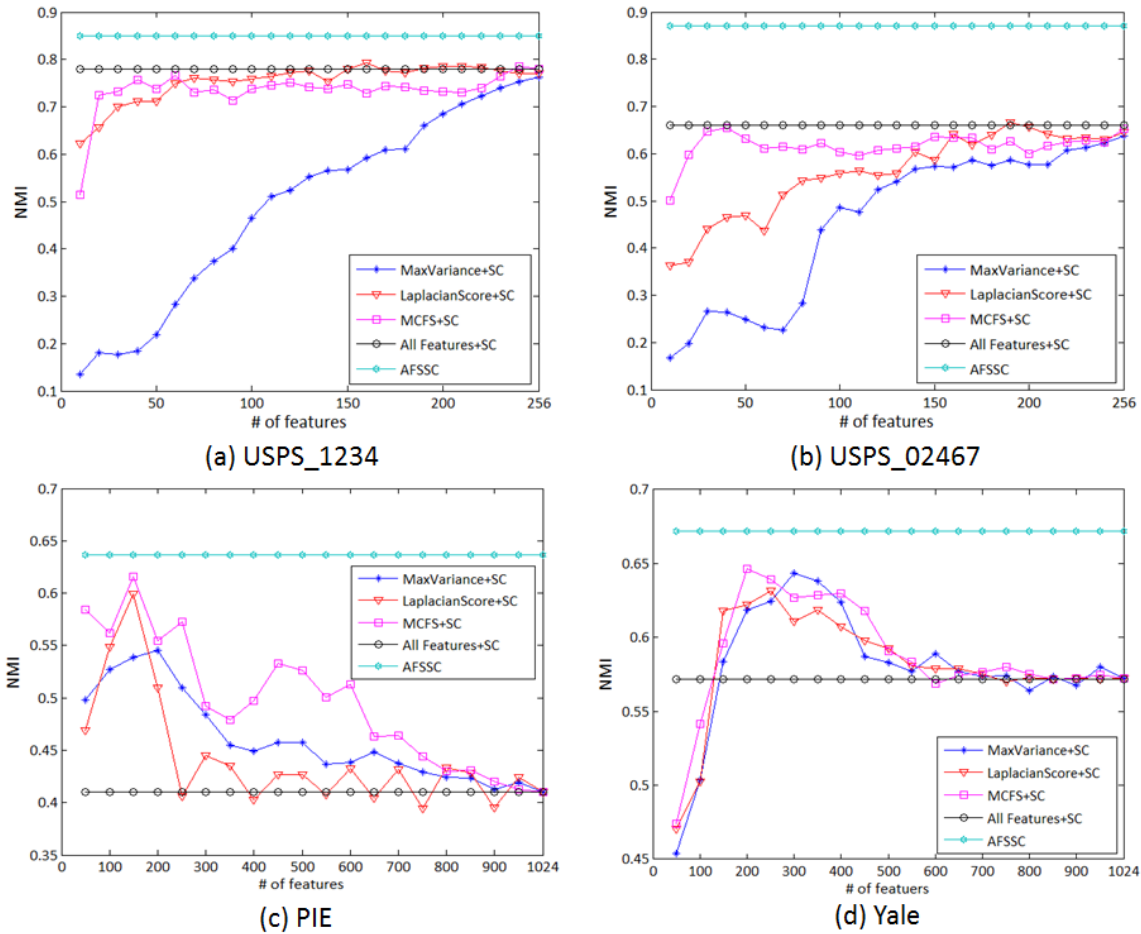 0.9
0.8
0.7
0.6
0.5
0.4
0.3
0.2
0.1
NMI
0 50 100 150 200 256
# of features
MaxVariance+SC
LaplacianScore+SC
MCFS+SC
All Features+SC
AFSSC
(a) USPS_1234
0.9
0.8
0.7
0.6
0.5
0.4
0.3
0.2
0.1
NMI
0 50 100 150 200 256
# of features
MaxVariance+SC
LaplacianScore+SC
MCFS+SC
All Features+SC
AFSSC
(b) USPS_02467
0.7
0.65
0.6
0.55
0.5
0.45
0.4
0.35
NMI
0 100 200 300 400 500 600 700 800 900 1024
# of features
MaxVariance+SC
LaplacianScore+SC
MCFS+SC
All Features+SC
AFSSC
(c) PIE
0.7
0.65
0.6
0.55
0.5
0.45
NMI
0 100 200 300 400 500 600 700 800 900 1024
# of featuers
MaxVariance+SC
LaplacianScore+SC
MCFS+SC
All Features+SC
AFSSC
(d) Yale